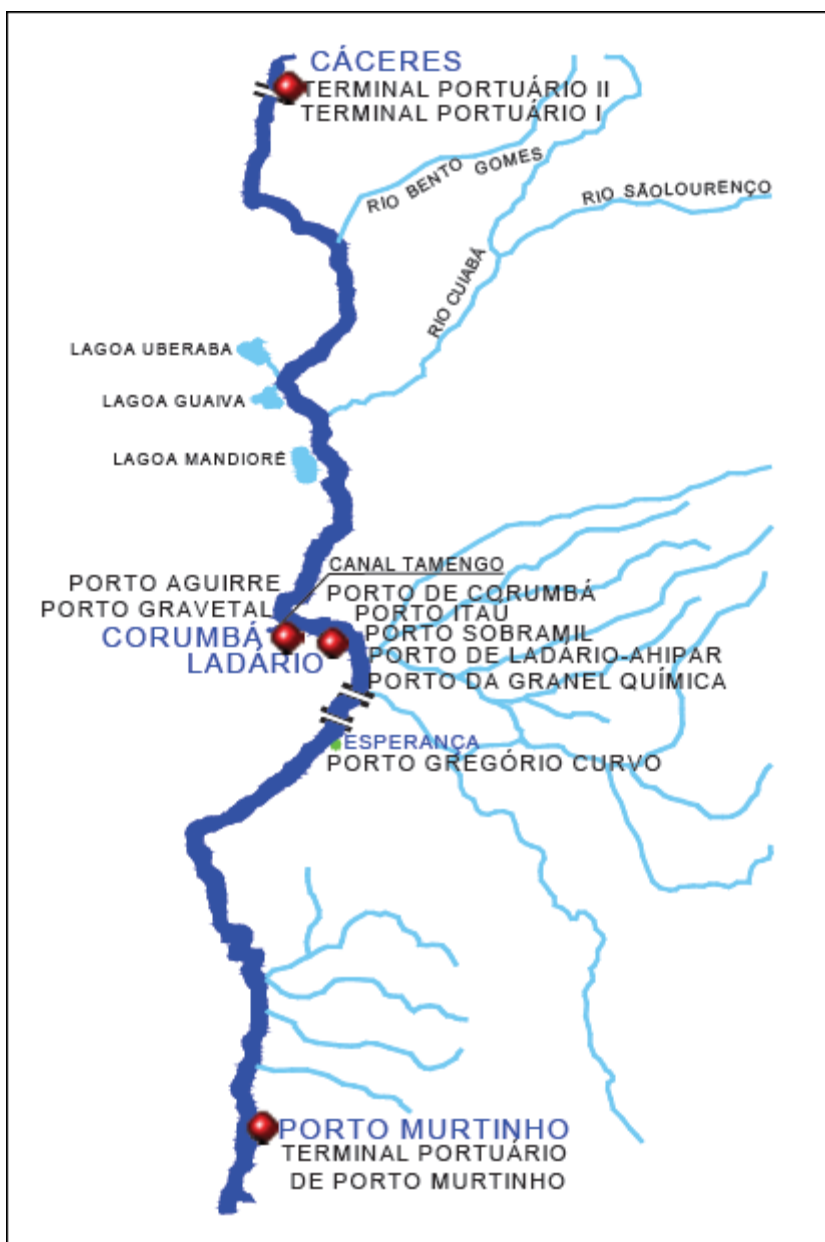 CÁCERES
TERMINAL PORTUÁRIO II
TERMINAL PORTUÁRIO I
RIO BENTO GOMES
RIO SÃOLOURENÇO
RIO CUIABÁ
LAGOA UBERABA
LAGOA GUAIVA
LAGOA MANDIORÉ
CANAL TAMENGO
PORTO AGUIRRE
PORTO GRAVETAL
CORUMBÁ
LADÁRIO
PORTO DE CORUMBÁ
PORTO ITAÚ
PORTO SOBRAMIL
PORTO DE LADÁRIO-AHIPAR
PORTO DA GRANEL QUÍMICA
ESPERANÇA
PORTO GREGÓRIO CURVO
PORTO MURTINHO
TERMINAL PORTUÁRIO
DE PORTO MURTINHO